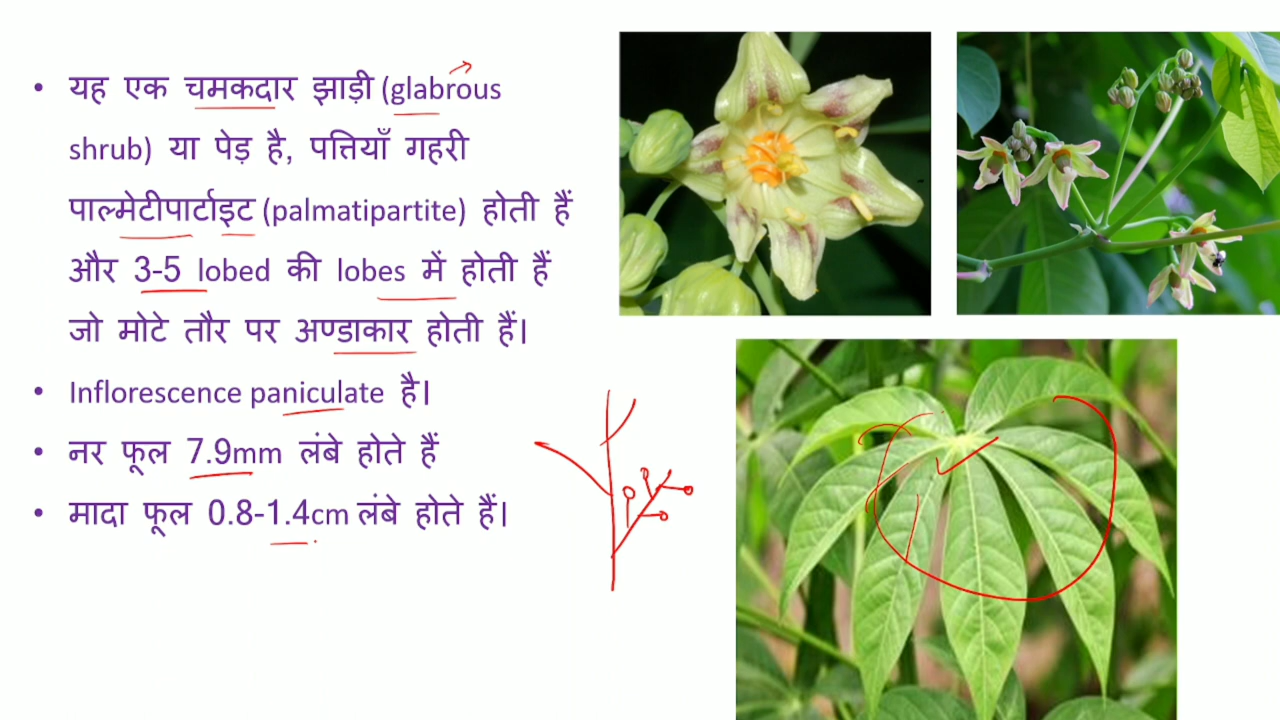 • यह एक चमकदार झाड़ी (glabrous
shrub) या पेड़ है, पत्तियाँ गहरी
पाल्मेटीपार्टाइट (palmatipartite) होती हैं
और 3-5 lobed की lobes में होती हैं
जो मोटे तौर पर अण्डाकार होती हैं।
• Inflorescence paniculate है।
• नर फूल 7.9mm लंबे होते हैं
• मादा फूल 0.8-1.4cm लंबे होते हैं।